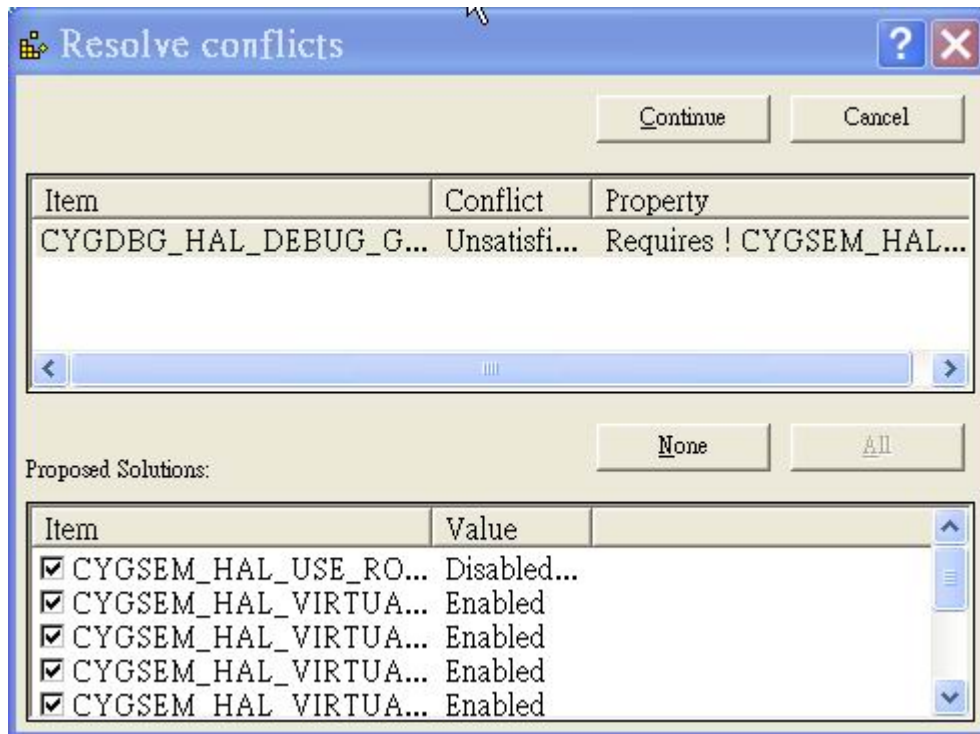 Resolve conflicts
Continue Cancel
Item Conflict Property
CYGDBG_HAL_DEBUG_G... Unsatisfi... Requires ! CYGSEM_HAL...
None All
Proposed Solutions:
Item Value
CYGSEM_HAL_USE_RO... Disabled...
CYGSEM_HAL_VIRTUA... Enabled
CYGSEM_HAL_VIRTUA... Enabled
CYGSEM_HAL_VIRTUA... Enabled
CYGSEM_HAL_VIRTUA... Enabled